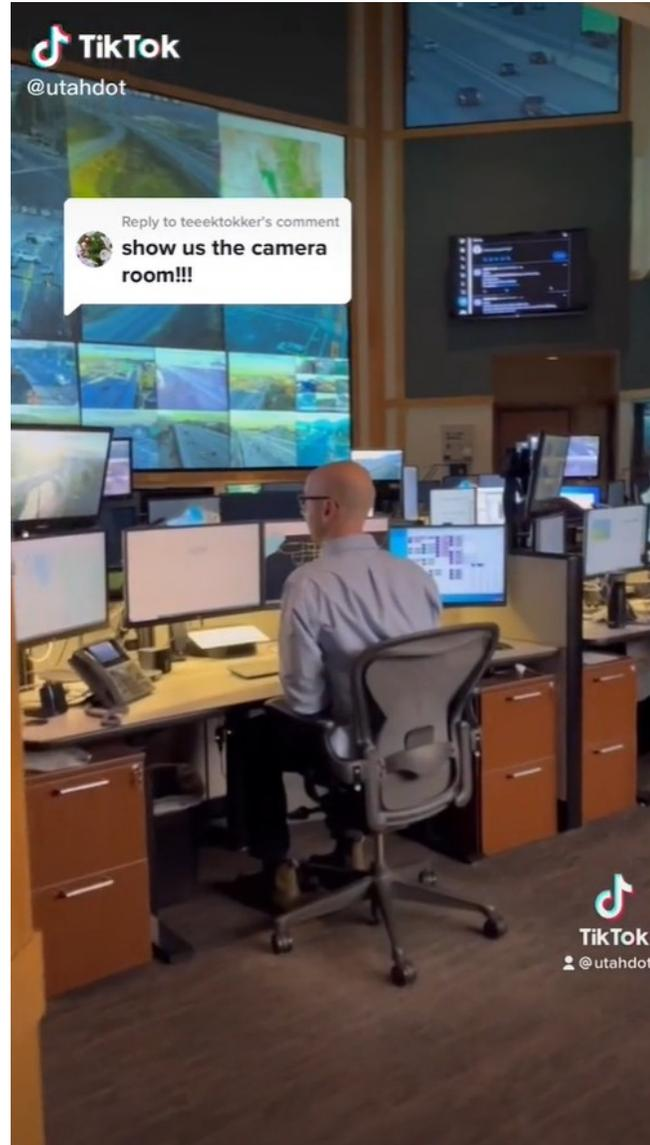 TikTok
@utahdot
Reply to teeektokker's comment
show us the camera
room!!!
TikTok
@utahdot